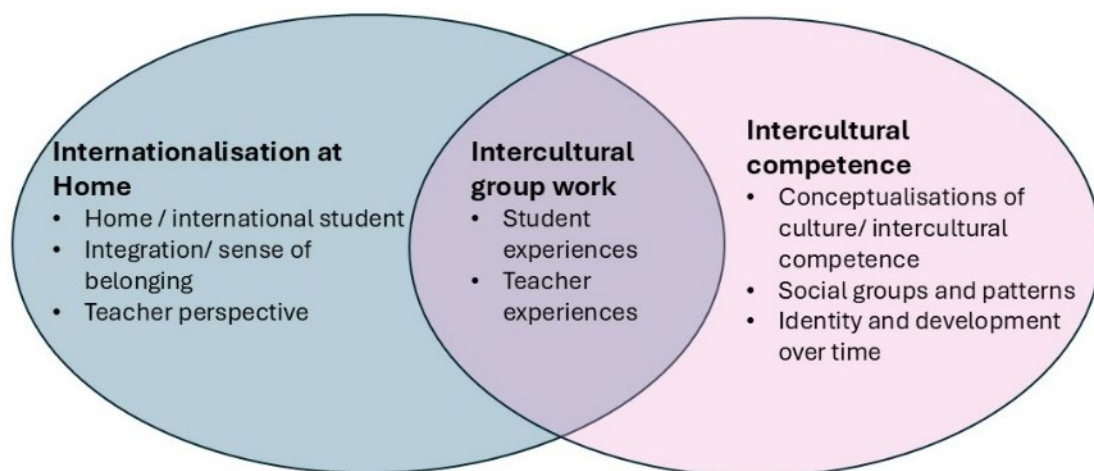 Internationalisation at
Home
• Home / international student
• Integration/ sense of
belonging
• Teacher perspective
Intercultural
group work
• Student
experiences
• Teacher
experiences
Intercultural
competence
• Conceptualisations of
culture/ intercultural
competence
• Social groups and patterns
• Identity and development
over time